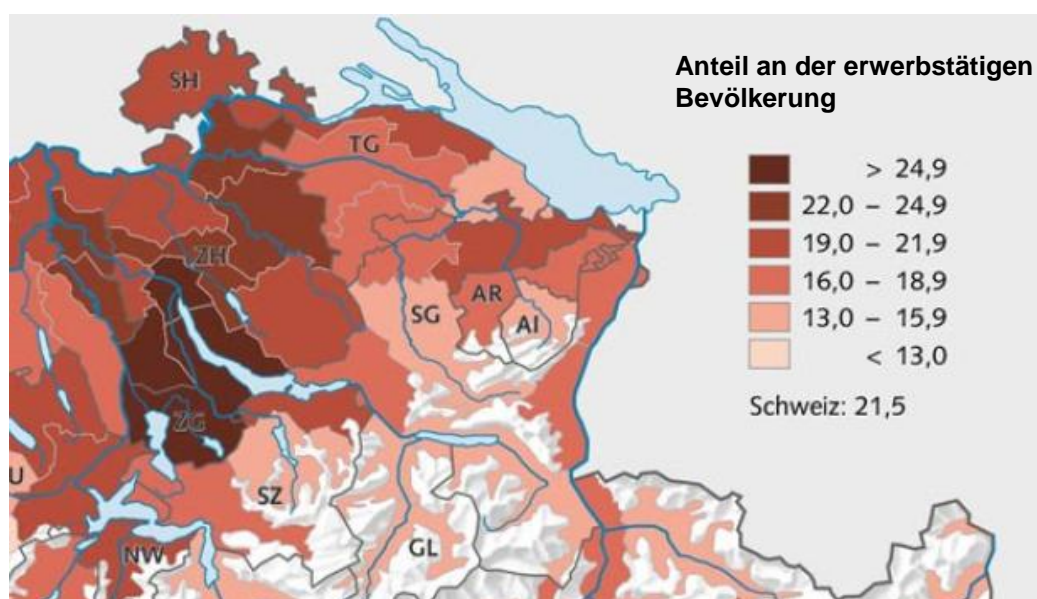 Anteil an der erwerbstätigen
Bevölkerung
> 24,9
22,0 – 24,9
19,0 – 21,9
16,0 – 18,9
13,0 – 15,9
< 13,0
Schweiz: 21,5
SH
TG
ZH
SG
AR
AI
ZG
U
SZ
NW
GL